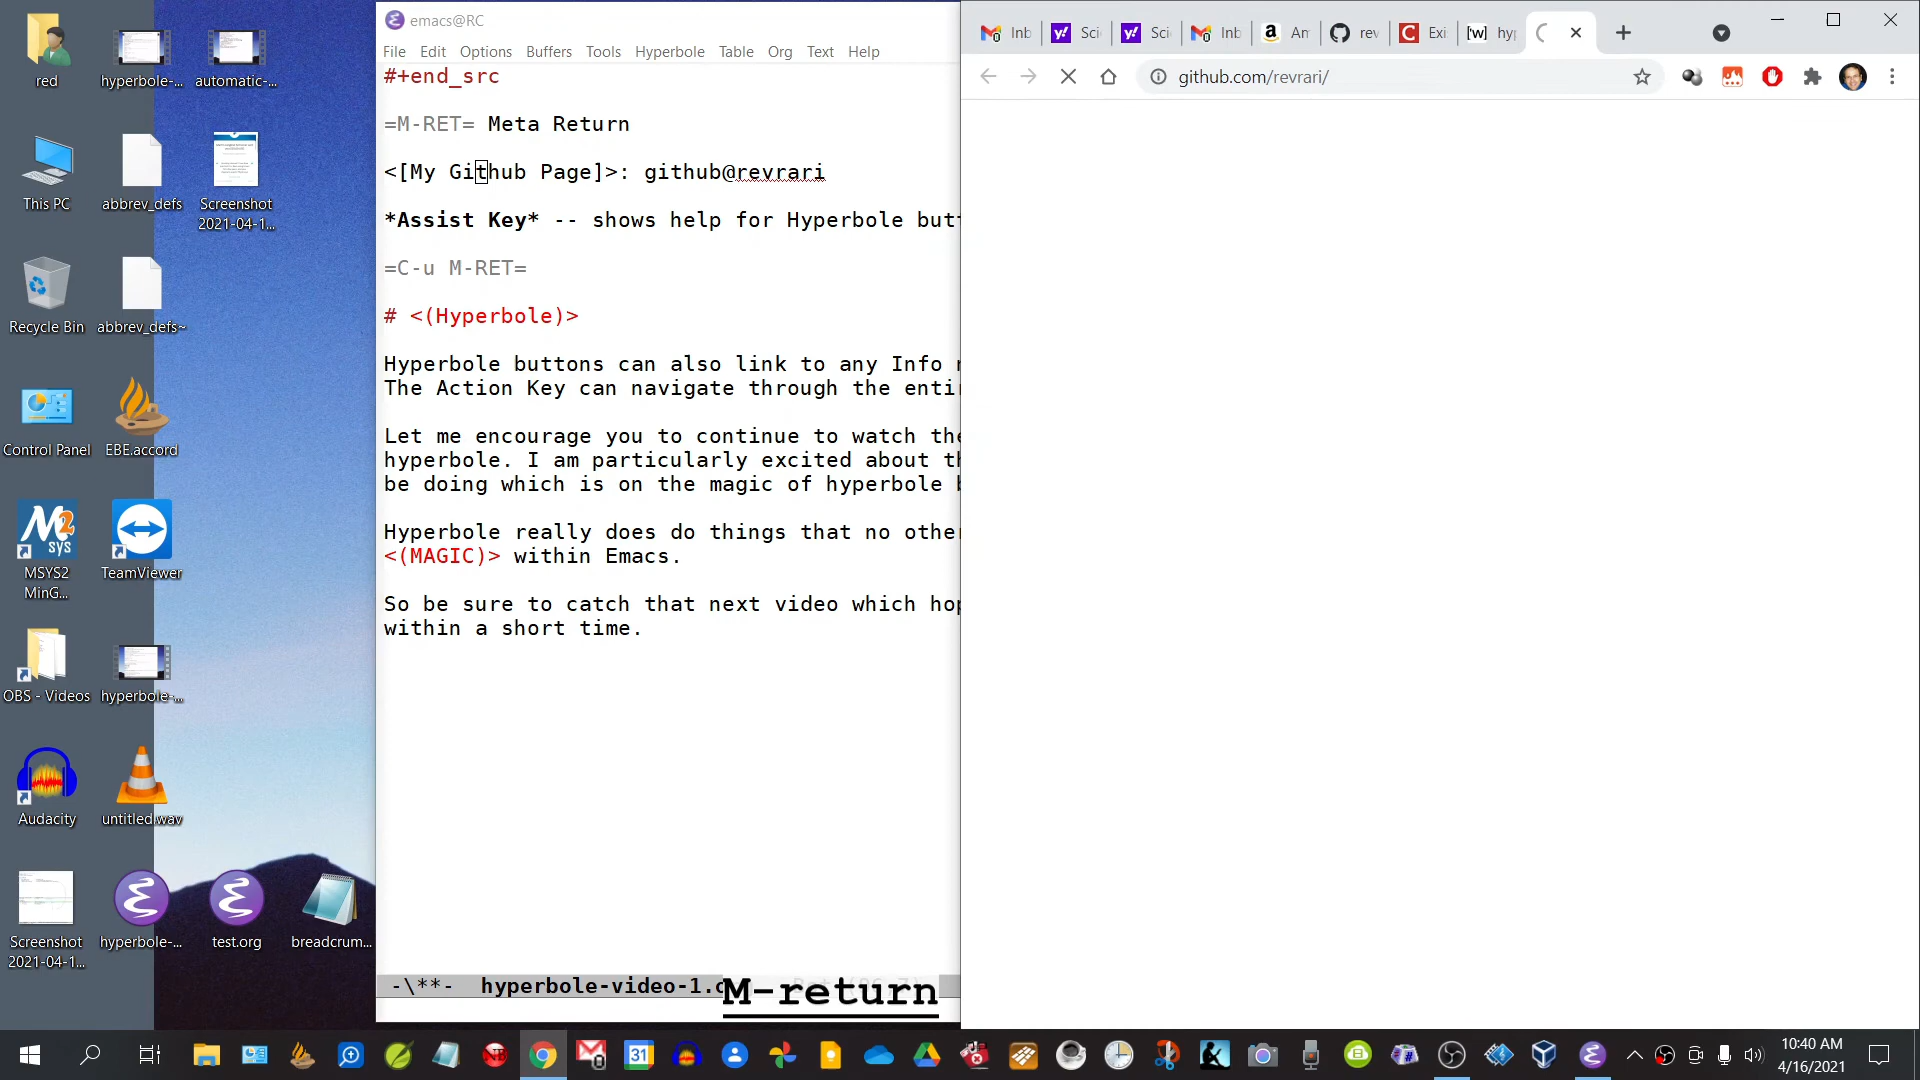 red
hyperbole-...
automatic-...
This PC
abbrev_defs
Screenshot
2021-04-1...
Recycle Bin
abbrev_defs~
Control Panel
EBE.accord
MSYS2
MinG...
TeamViewer
OBS - Videos
hyperbole-...
Audacity
untitled.wav
Screenshot
2021-04-1...
hyperbole-...
test.org
breadcrum...
emacs@RC
File Edit Options Buffers Tools Hyperbole Table Org Text Help
#+end_src
=M-RET= Meta Return
<[My Github Page]>: github@revrari
*Assist Key* -- shows help for Hyperbole butt
=C-u M-RET=
# <(Hyperbole)>
Hyperbole buttons can also link to any Info
The Action Key can navigate through the entir
Let me encourage you to continue to watch the
hyperbole. I am particularly excited about th
be doing which is on the magic of hyperbole b
Hyperbole really does do things that no other
<(MAGIC)> within Emacs.
So be sure to catch that next video which hop
within a short time.
-\**- hyperbole-video-1.o
M-return
Inb Sci Sci Inb Am rev Exi [w] hyp
github.com/revrari/
10:40 AM
4/16/2021